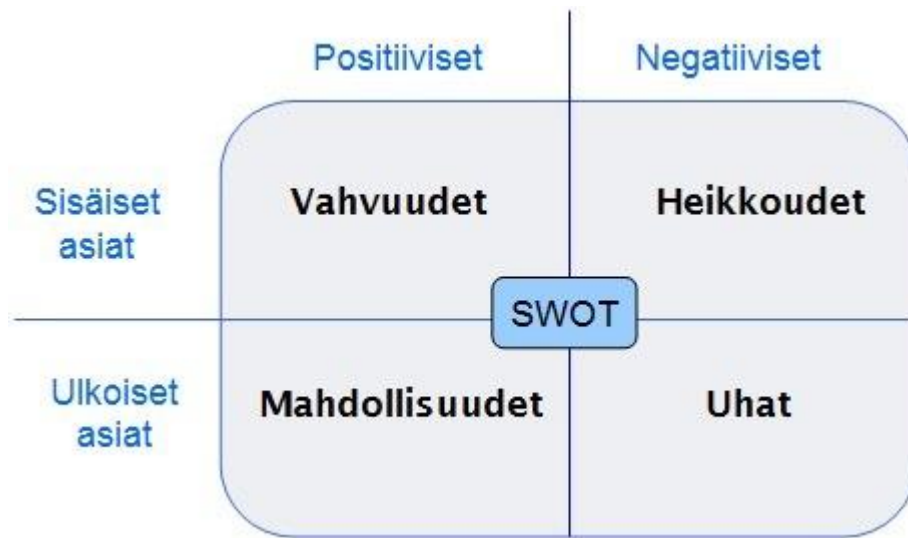 Positiiviset
Negatiiviset
Sisäiset
asiat
Vahvuudet
Heikkoudet
SWOT
Ulkoiset
asiat
Mahdollisuudet
Uhat